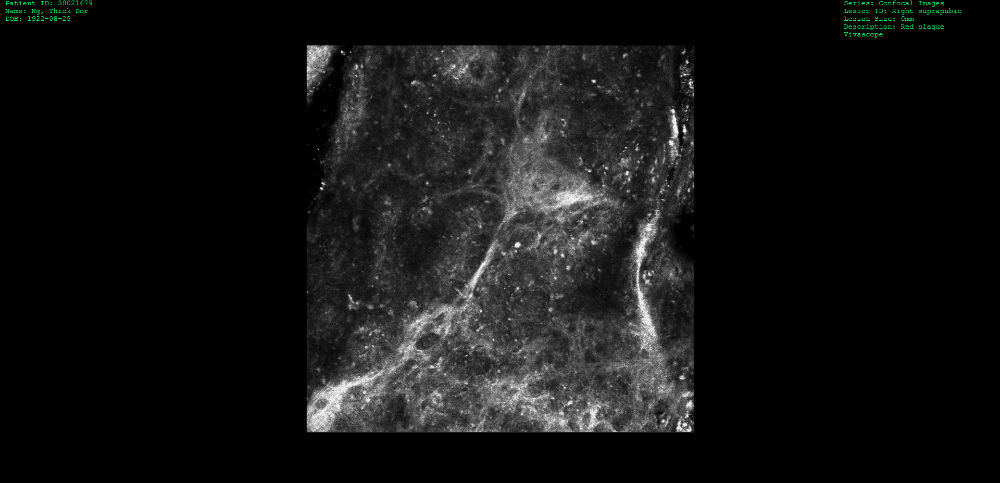 Patient ID: 38021679
Name: Ng, Thick Dor
DOB: 1922-08-29
Series: Confocal Images
Lesion ID: Right suprapubic
Lesion Size: 0mm
Description: Red plaque
Vivascope